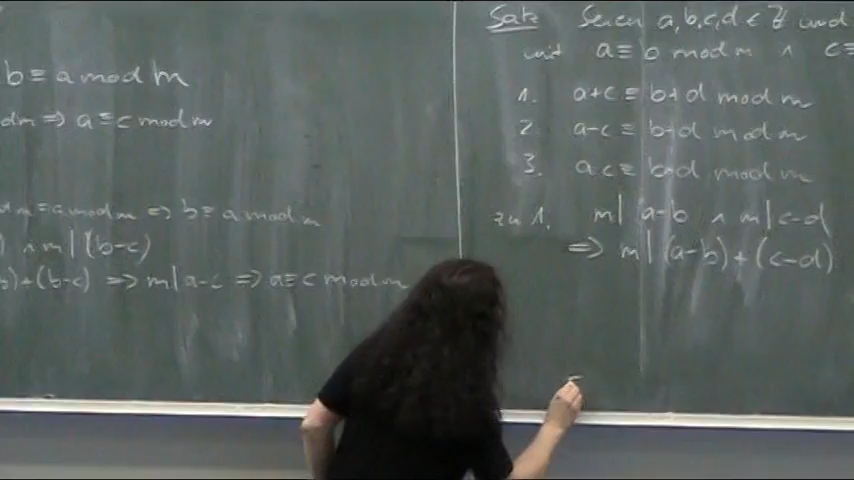 b ≡ a mod m
dm ⇒ a ≡ c mod m
dm = a mod m ⇒ b ≡ a mod m
) ∧ m | (b-c)
b) + (b-c) ⇒ m | a-c ⇒ a ≡ c mod m
Satz Seien a,b,c,d ∈ ℤ und
mit a ≡ b mod m ∧ c ≡
1. a+c ≡ b+d mod m
2. a-c ≡ b-d mod m
3. a·c ≡ b·d mod m
zu 1. m | a-b ∧ m | c-d
⇒ m | (a-b) + (c-d)